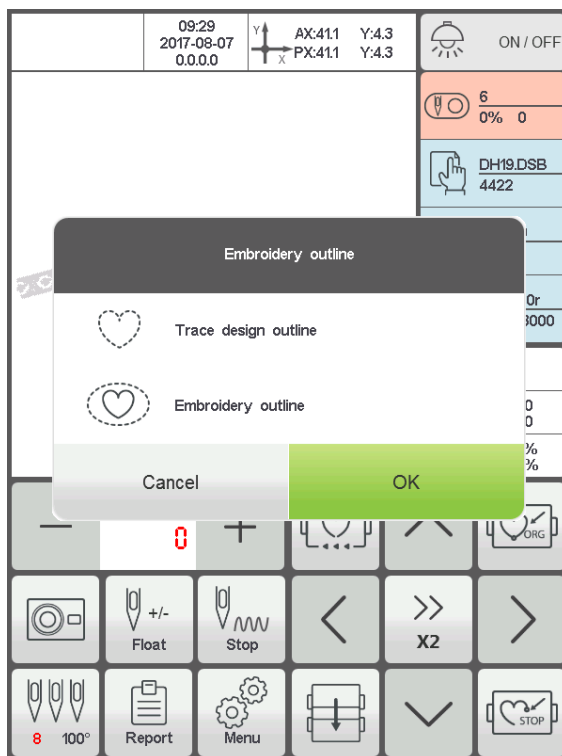 09:29
2017-08-07
0.0.0.0
Y
X
AX:41.1 Y:4.3
PX:41.1 Y:4.3
ON / OFF
6
0% 0
DH19.DSB
4422
0r
3000
0
0
%
%
Embroidery outline
Trace design outline
Embroidery outline
Cancel
OK
−
0
+
ORG
+/-
Float
Stop
X2
8 100°
Report
Menu
STOP